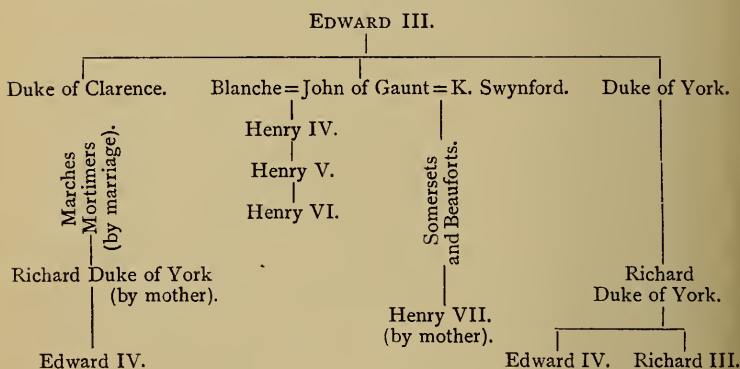 EDWARD III.
Duke of Clarence. Blanche=John of Gaunt=K. Swynford. Duke of York.
Henry IV.
Marches
Mortimers
(by marriage).
Henry V.
Somersets
and Beauforts.
Henry VI.
Richard Duke of York
(by mother).
Richard
Duke of York.
Henry VII.
(by mother).
Edward IV.
Edward IV. Richard III.